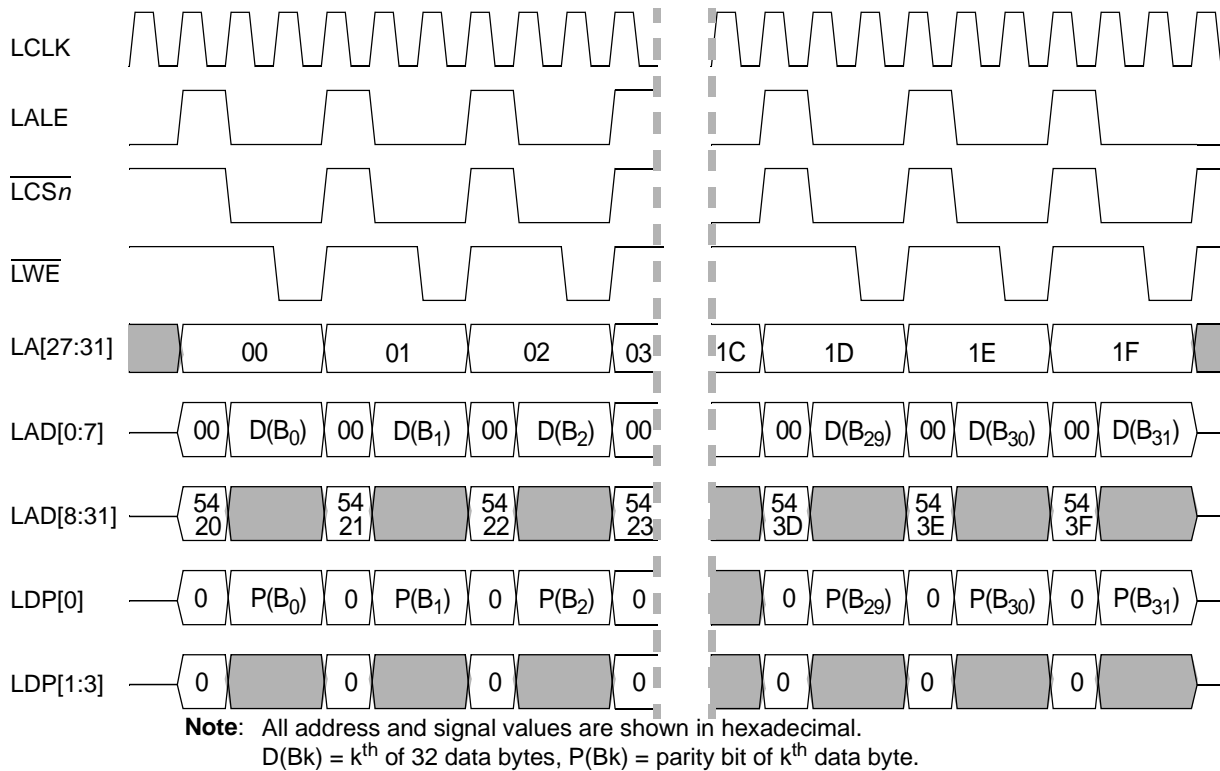 LCLK
LALE
LCSn
LWE
LA[27:31] 00 01 02 03 1C 1D 1E 1F
LAD[0:7] 00 D(B0) 00 D(B1) 00 D(B2) 00 00 D(B29) 00 D(B30) 00 D(B31)
LAD[8:31] 54 20 54 21 54 22 54 23 54 3D 54 3E 54 3F
LDP[0] 0 P(B0) 0 P(B1) 0 P(B2) 0 0 P(B29) 0 P(B30) 0 P(B31)
LDP[1:3] 0 0 0 0 0 0 0
Note: All address and signal values are shown in hexadecimal.
D(Bk) = kth of 32 data bytes, P(Bk) = parity bit of kth data byte.